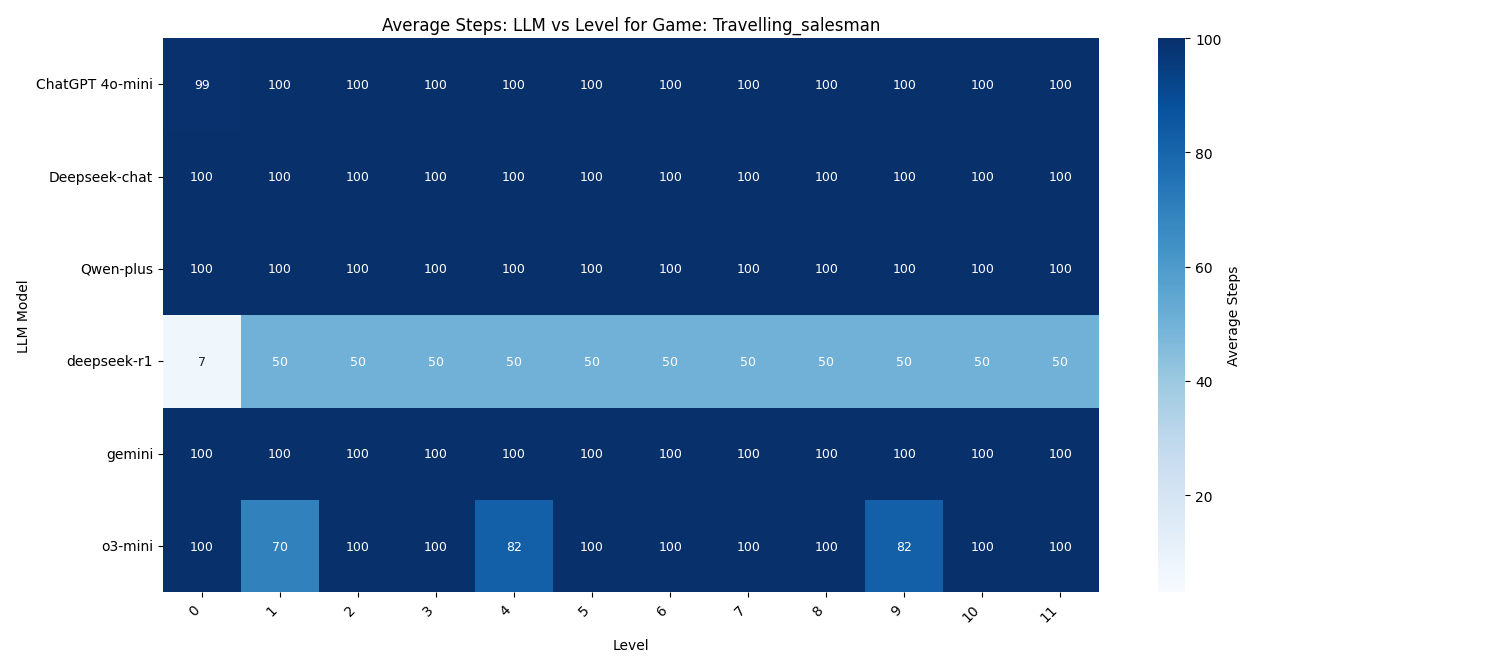 Average Steps: LLM vs Level for Game: Travelling_salesman
LLM Model
ChatGPT 4o-mini 99 100 100 100 100 100 100 100 100 100 100 100
Deepseek-chat 100 100 100 100 100 100 100 100 100 100 100 100
Qwen-plus 100 100 100 100 100 100 100 100 100 100 100 100
deepseek-r1 7 50 50 50 50 50 50 50 50 50 50 50
gemini 100 100 100 100 100 100 100 100 100 100 100 100
o3-mini 100 70 100 100 82 100 100 100 100 82 100 100
0 1 2 3 4 5 6 7 8 9 10 11
Level
100
80
60
40
20
Average Steps